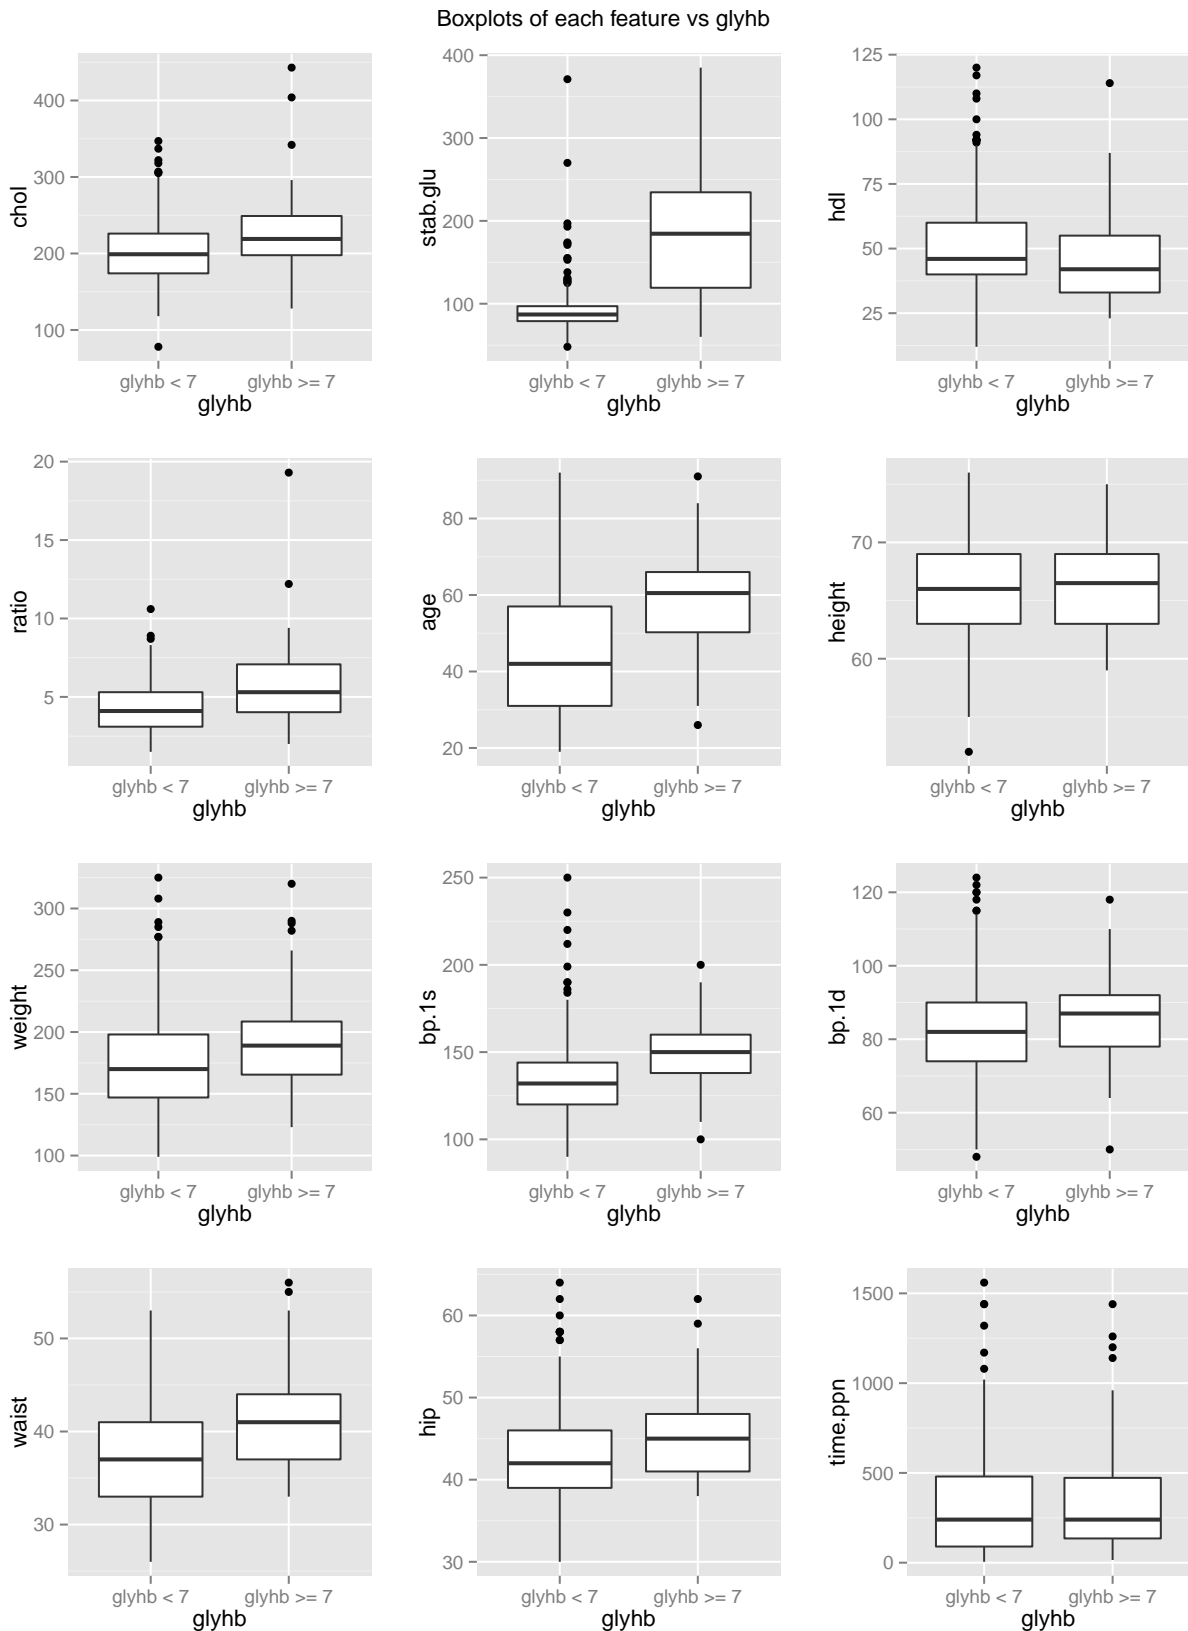 Boxplots of each feature vs glyhb
chol
400
300
200
100
glyhb < 7
glyhb >= 7
glyhb
stab.glu
400
300
200
100
glyhb < 7
glyhb >= 7
glyhb
hdl
125
100
75
50
25
glyhb < 7
glyhb >= 7
glyhb
ratio
20
15
10
5
glyhb < 7
glyhb >= 7
glyhb
age
80
60
40
20
glyhb < 7
glyhb >= 7
glyhb
height
70
60
glyhb < 7
glyhb >= 7
glyhb
weight
300
250
200
150
100
glyhb < 7
glyhb >= 7
glyhb
bp.1s
250
200
150
100
glyhb < 7
glyhb >= 7
glyhb
bp.1d
120
100
80
60
glyhb < 7
glyhb >= 7
glyhb
waist
50
40
30
glyhb < 7
glyhb >= 7
glyhb
hip
60
50
40
30
glyhb < 7
glyhb >= 7
glyhb
time.ppn
1500
1000
500
0
glyhb < 7
glyhb >= 7
glyhb